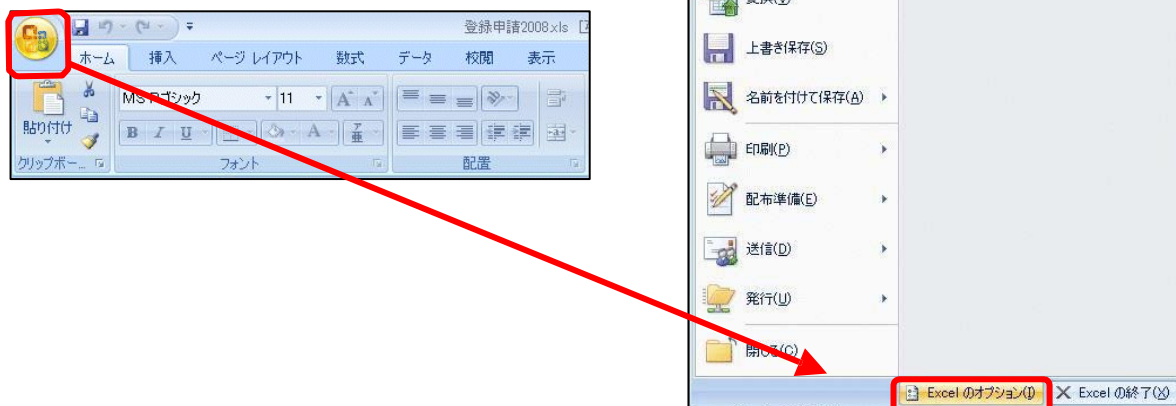 登録申請2008.xls
ホーム 挿入 ページ レイアウト 数式 データ 校閲 表示
MS Pゴシック 11 A A
貼り付け
B I U A
クリップボー... フォント 配置
上書き保存(S)
名前を付けて保存(A)
印刷(P)
配布準備(E)
送信(D)
発行(U)
閉じる(C)
Excel のオプション(I) Excel の終了(X)